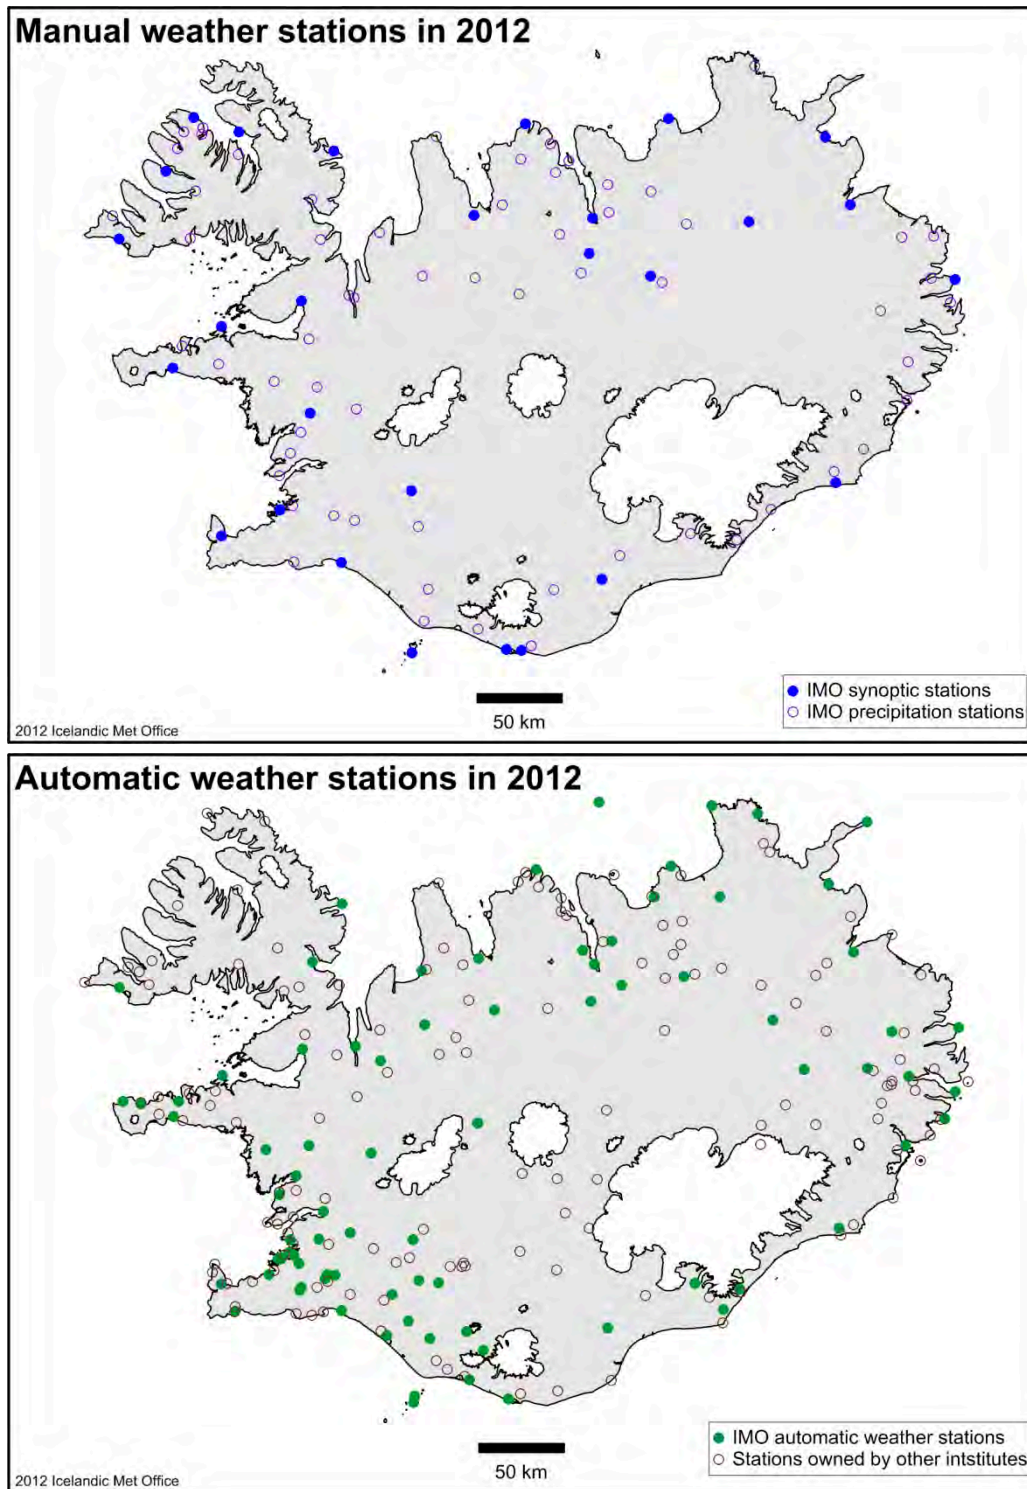 Manual weather stations in 2012
IMO synoptic stations
IMO precipitation stations
50 km
2012 Icelandic Met Office
Automatic weather stations in 2012
IMO automatic weather stations
Stations owned by other intstitutes
50 km
2012 Icelandic Met Office